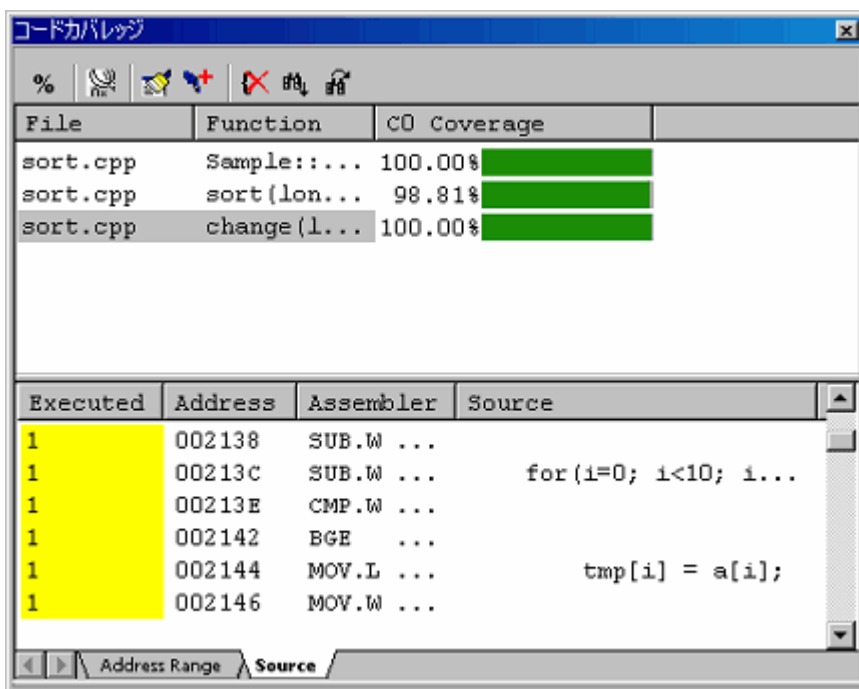 コードカバレッジ
%
File Function C0 Coverage
sort.cpp Sample::... 100.00%
sort.cpp sort(lon... 98.81%
sort.cpp change(l... 100.00%
Executed Address Assembler Source
1 002138 SUB.W ...
1 00213C SUB.W ... for(i=0; i<10; i...
1 00213E CMP.W ...
1 002142 BGE ...
1 002144 MOV.L ... tmp[i] = a[i];
1 002146 MOV.W ...
Address Range Source